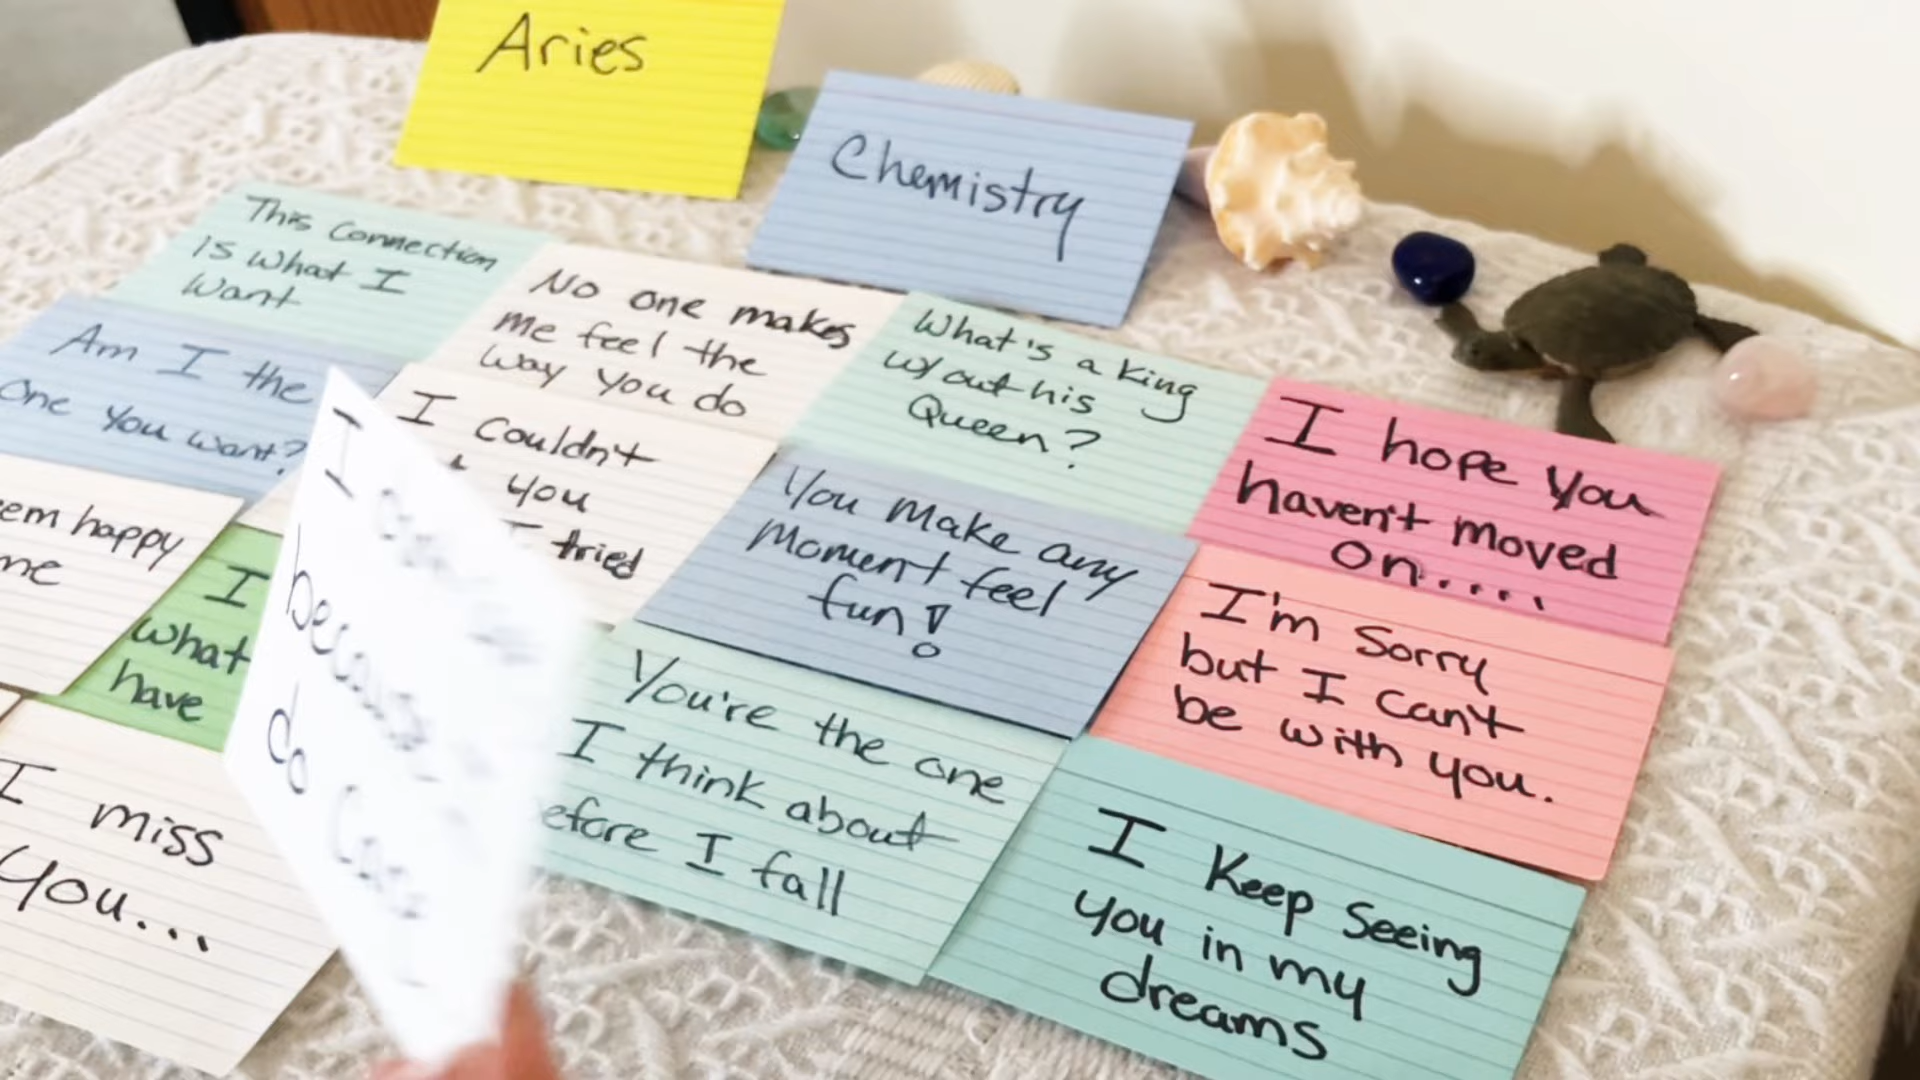 Aries
Chemistry
This Connection
is what I
want
No one makes
me feel the
way you do
What's a King
w/out his
Queen?
I hope you
haven't moved
on....
Am I the
one you want?
I couldn't
you
I tried
You make any
moment feel
fun!
I'm sorry
but I can't
be with you.
happy
me
I
what
have
I
because
do
You're the one
I think about
I fall
I Keep Seeing
you in my
dreams
I miss
you...